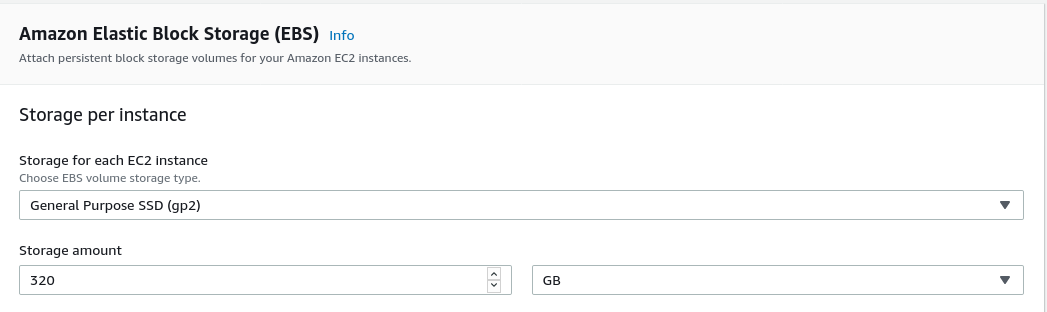 Amazon Elastic Block Storage (EBS) Info
Attach persistent block storage volumes for your Amazon EC2 instances.
Storage per instance
Storage for each EC2 instance
Choose EBS volume storage type.
General Purpose SSD (gp2)
Storage amount
320 GB